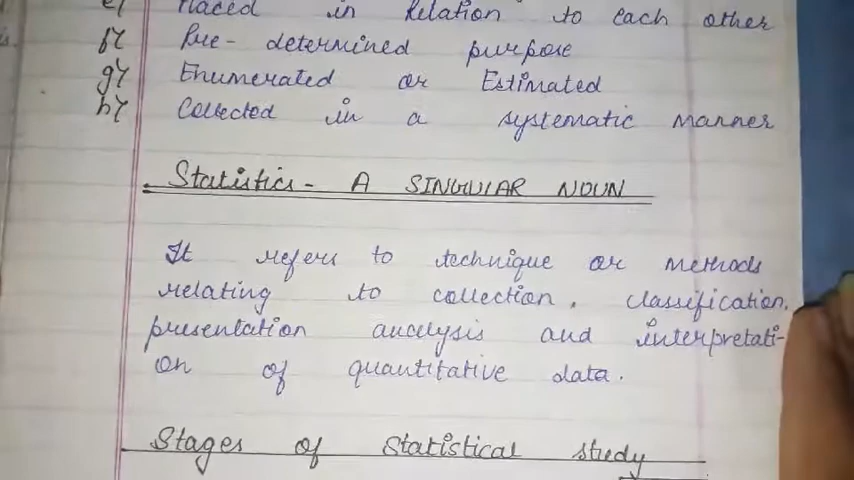 e) Placed in Relation to each other
f) Pre-determined purpose
g) Enumerated or Estimated
h) Collected in a systematic manner
Statistics - A SINGULAR NOUN
It refers to technique or methods
relating to collection, classification,
presentation analysis and interpretati-
on of quantitative data.
Stages of Statistical study